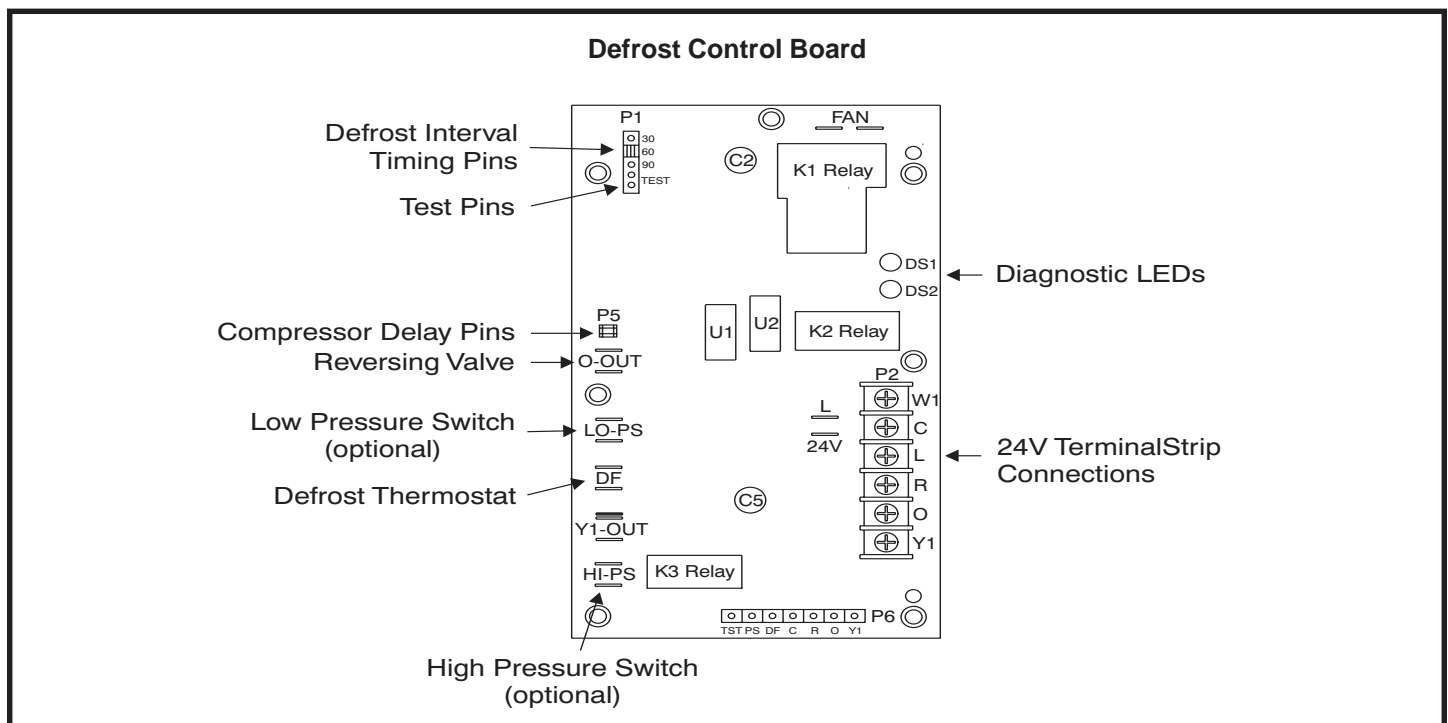 Defrost Control Board
P1
FAN
Defrost Interval
Timing Pins
30
60
90
TEST
Test Pins
C2
K1 Relay
DS1
DS2
Diagnostic LEDs
P5
Compressor Delay Pins
U1
U2
K2 Relay
Reversing Valve
O-OUT
P2
W1
C
L
R
O
Y1
L
24V
Low Pressure Switch
(optional)
LO-PS
24V TerminalStrip
Connections
Defrost Thermostat
DF
C5
Y1-OUT
HI-PS
K3 Relay
P6
TST PS DF C R O Y1
High Pressure Switch
(optional)